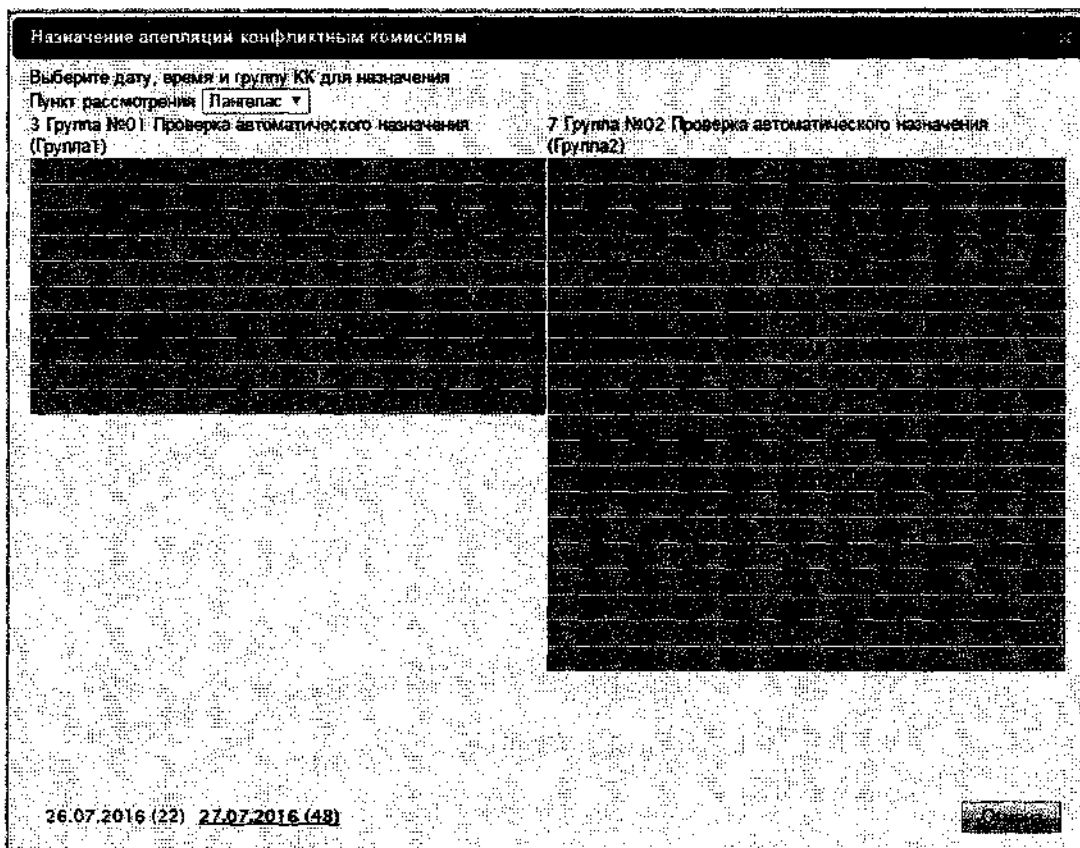 Назначение апелляций конфликтным комиссиям
Выберите дату, время и группу КК для назначения
Пункт рассмотрения Лангепас
3 Группа №01 Проверка автоматического назначения
(Группа1)
7 Группа №02 Проверка автоматического назначения
(Группа2)
26.07.2016 (22) 27.07.2016 (48)
Отмена